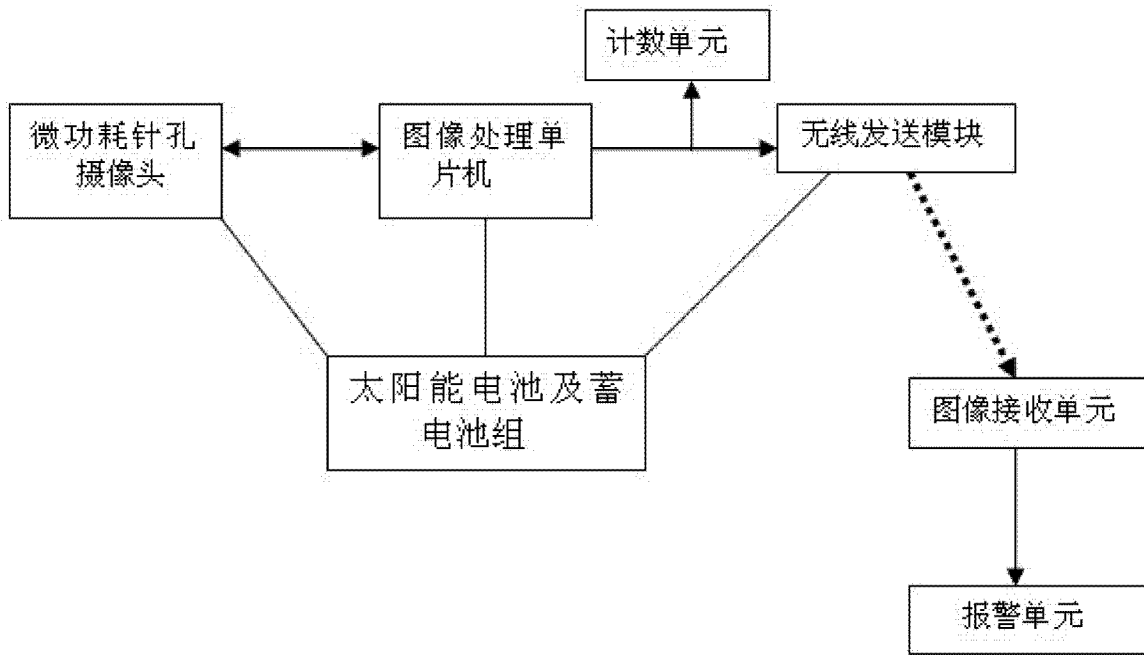 计数单元
微功耗针孔
摄像头
图像处理单
片机
无线发送模块
太阳能电池及蓄
电池组
图像接收单元
报警单元